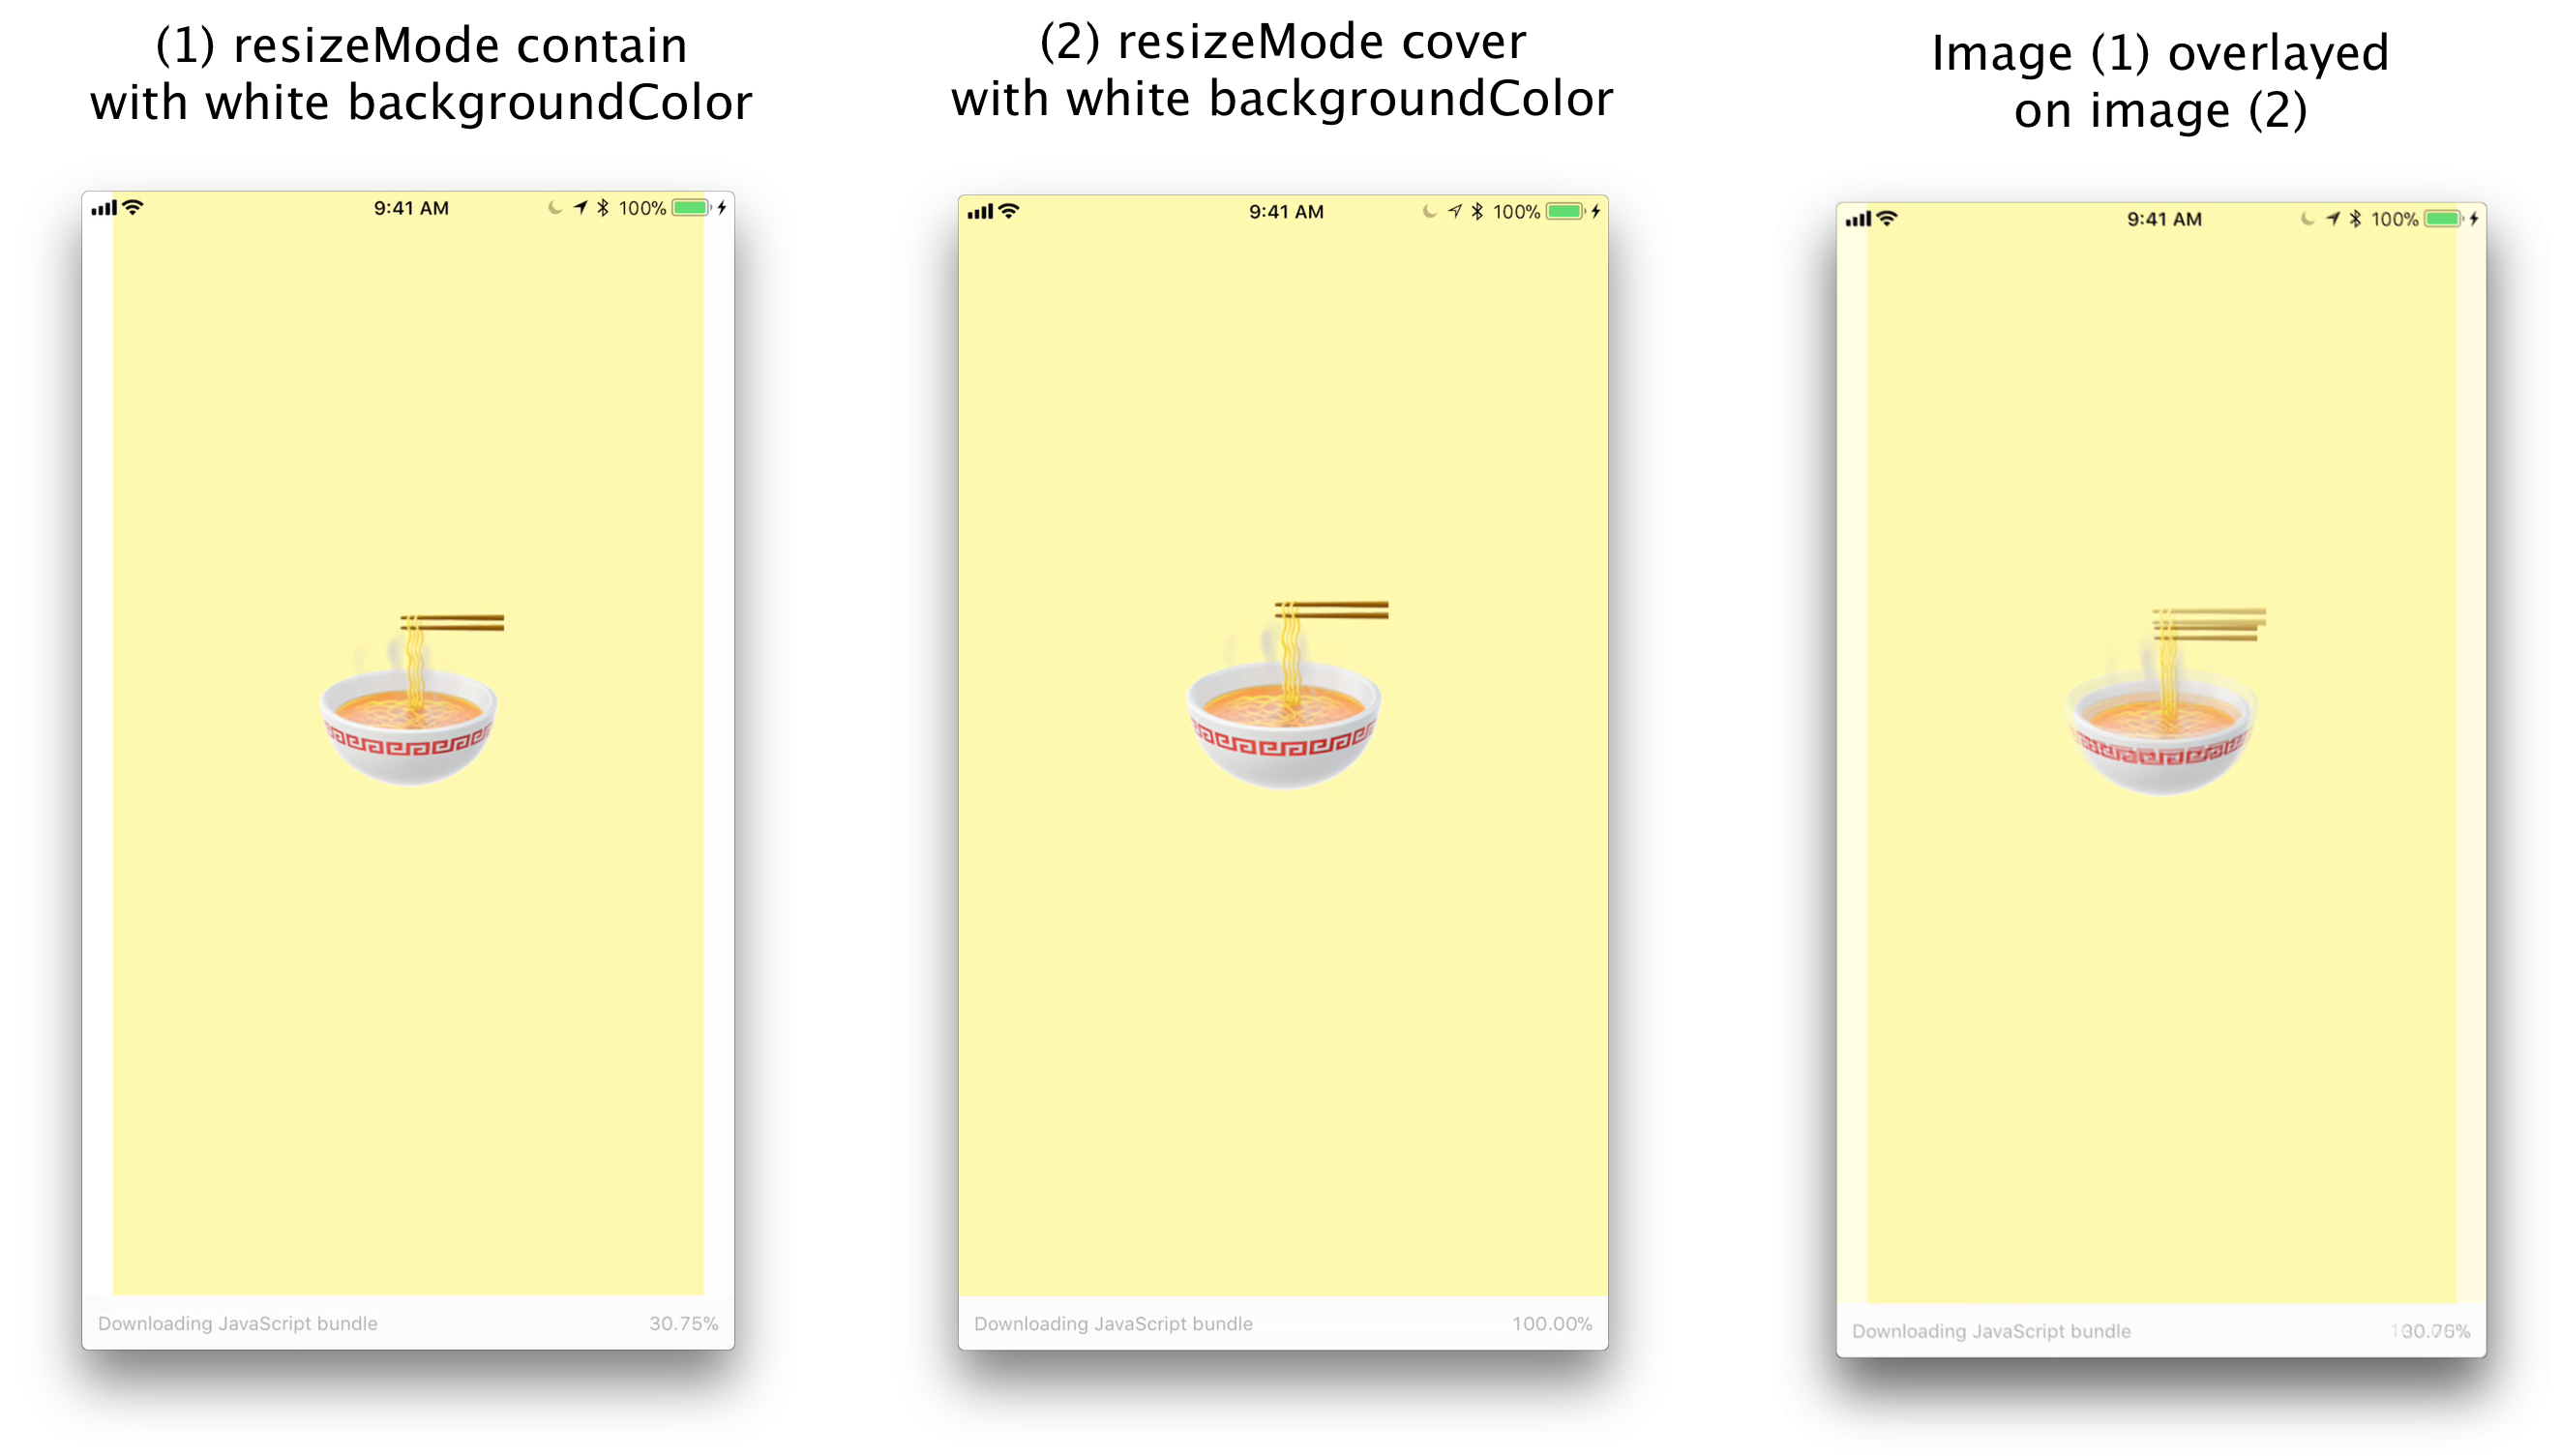 (1) resizeMode contain
with white backgroundColor
(2) resizeMode cover
with white backgroundColor
Image (1) overlayed
on image (2)
9:41 AM 100%
9:41 AM 100%
9:41 AM 100%
Downloading JavaScript bundle 30.75%
Downloading JavaScript bundle 100.00%
Downloading JavaScript bundle